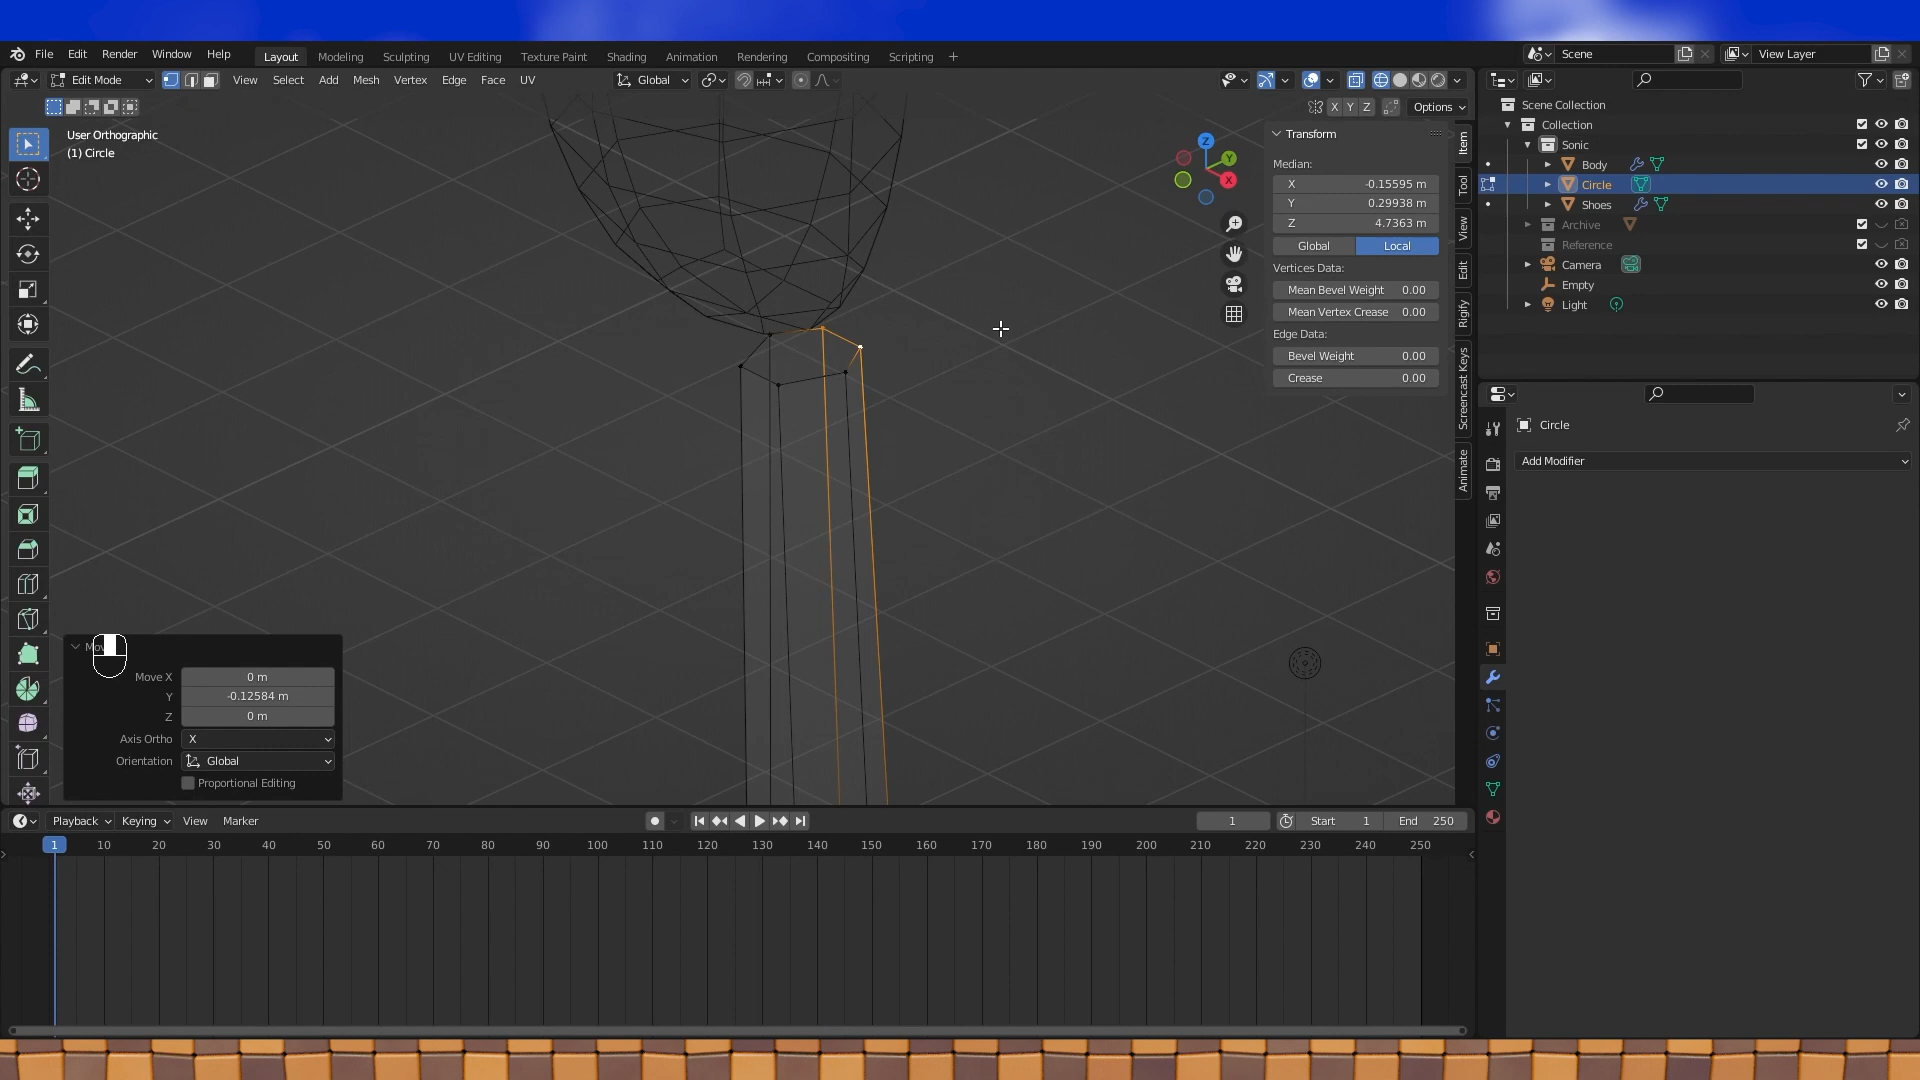 File Edit Render Window Help Layout Modeling Sculpting UV Editing Texture Paint Shading Animation Rendering Compositing Scripting + Scene View Layer
Edit Mode View Select Add Mesh Vertex Edge Face UV Global
X Y Z Options
User Orthographic
(1) Circle
Z
Y
X
Transform
Median:
X -0.15595 m
Y 0.29938 m
Z 4.7363 m
Global Local
Vertices Data:
Mean Bevel Weight 0.00
Mean Vertex Crease 0.00
Edge Data:
Bevel Weight 0.00
Crease 0.00
Item
Tool
View
Edit
Rigify
Screencast Keys
Animate
Scene Collection
Collection
Sonic
Body
Circle
Shoes
Archive
Reference
Camera
Empty
Light
Circle
Add Modifier
Move X 0 m
Y -0.12584 m
Z 0 m
Axis Ortho X
Orientation Global
Proportional Editing
Playback Keying View Marker 1 Start 1 End 250
1 10 20 30 40 50 60 70 80 90 100 110 120 130 140 150 160 170 180 190 200 210 220 230 240 250